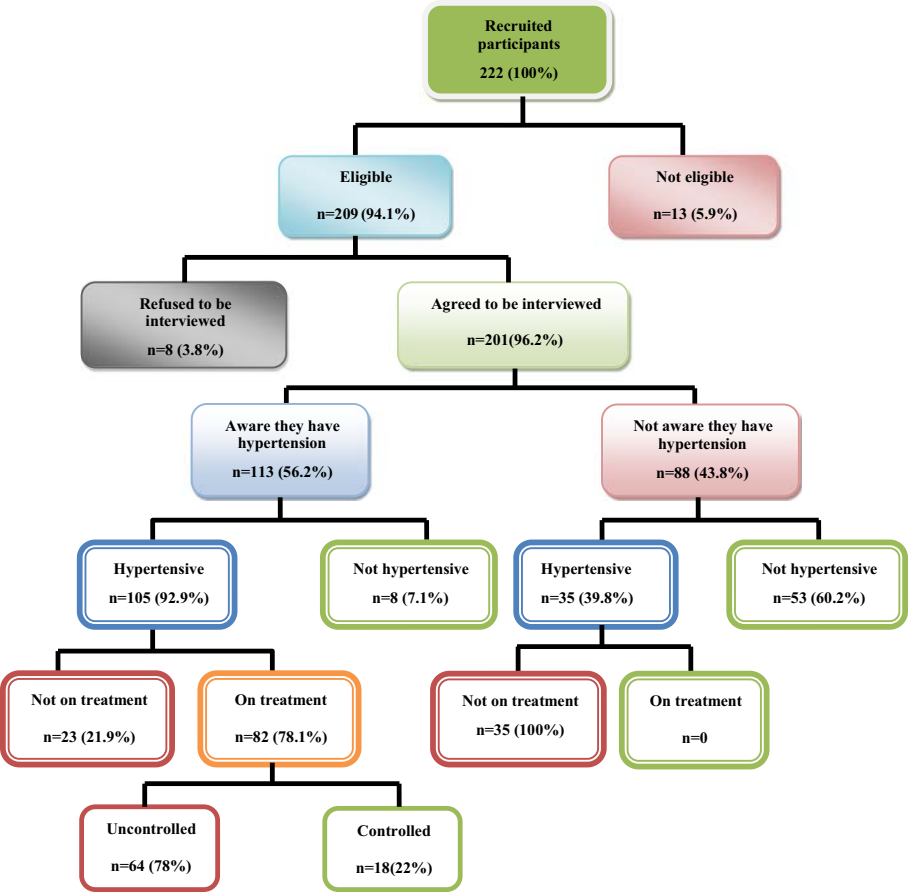 Recruited
participants
222 (100%)
Eligible
n=209 (94.1%)
Not eligible
n=13 (5.9%)
Refused to be
interviewed
n=8 (3.8%)
Agreed to be interviewed
n=201(96.2%)
Aware they have
hypertension
n=113 (56.2%)
Not aware they have
hypertension
n=88 (43.8%)
Hypertensive
n=105 (92.9%)
Not hypertensive
n=8 (7.1%)
Hypertensive
n=35 (39.8%)
Not hypertensive
n=53 (60.2%)
Not on treatment
n=23 (21.9%)
On treatment
n=82 (78.1%)
Not on treatment
n=35 (100%)
On treatment
n=0
Uncontrolled
n=64 (78%)
Controlled
n=18(22%)